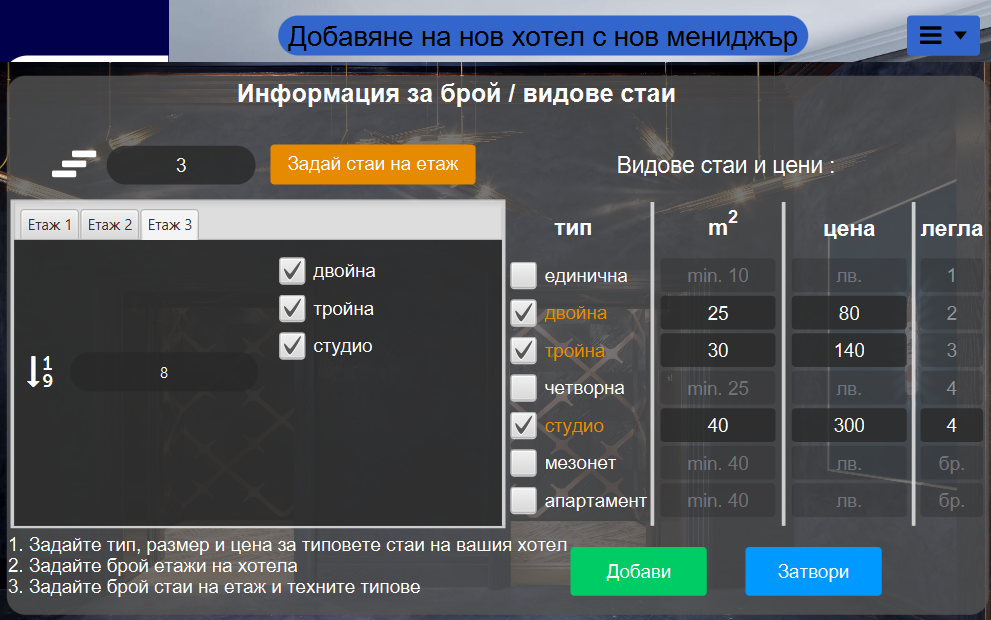 Добавяне на нов хотел с нов мениджър
Информация за брой / видове стаи
3
Задай стаи на етаж
Видове стаи и цени :
Етаж 1 Етаж 2 Етаж 3
двойна
тройна
студио
1
9
8
тип m² цена легла
единична min. 10 лв. 1
двойна 25 80 2
тройна 30 140 3
четворна min. 25 лв. 4
студио 40 300 4
мезонет min. 40 лв. бр.
апартамент min. 40 лв. бр.
1. Задайте тип, размер и цена за типовете стаи на вашия хотел
2. Задайте брой етажи на хотела
3. Задайте брой стаи на етаж и техните типове
Добави
Затвори